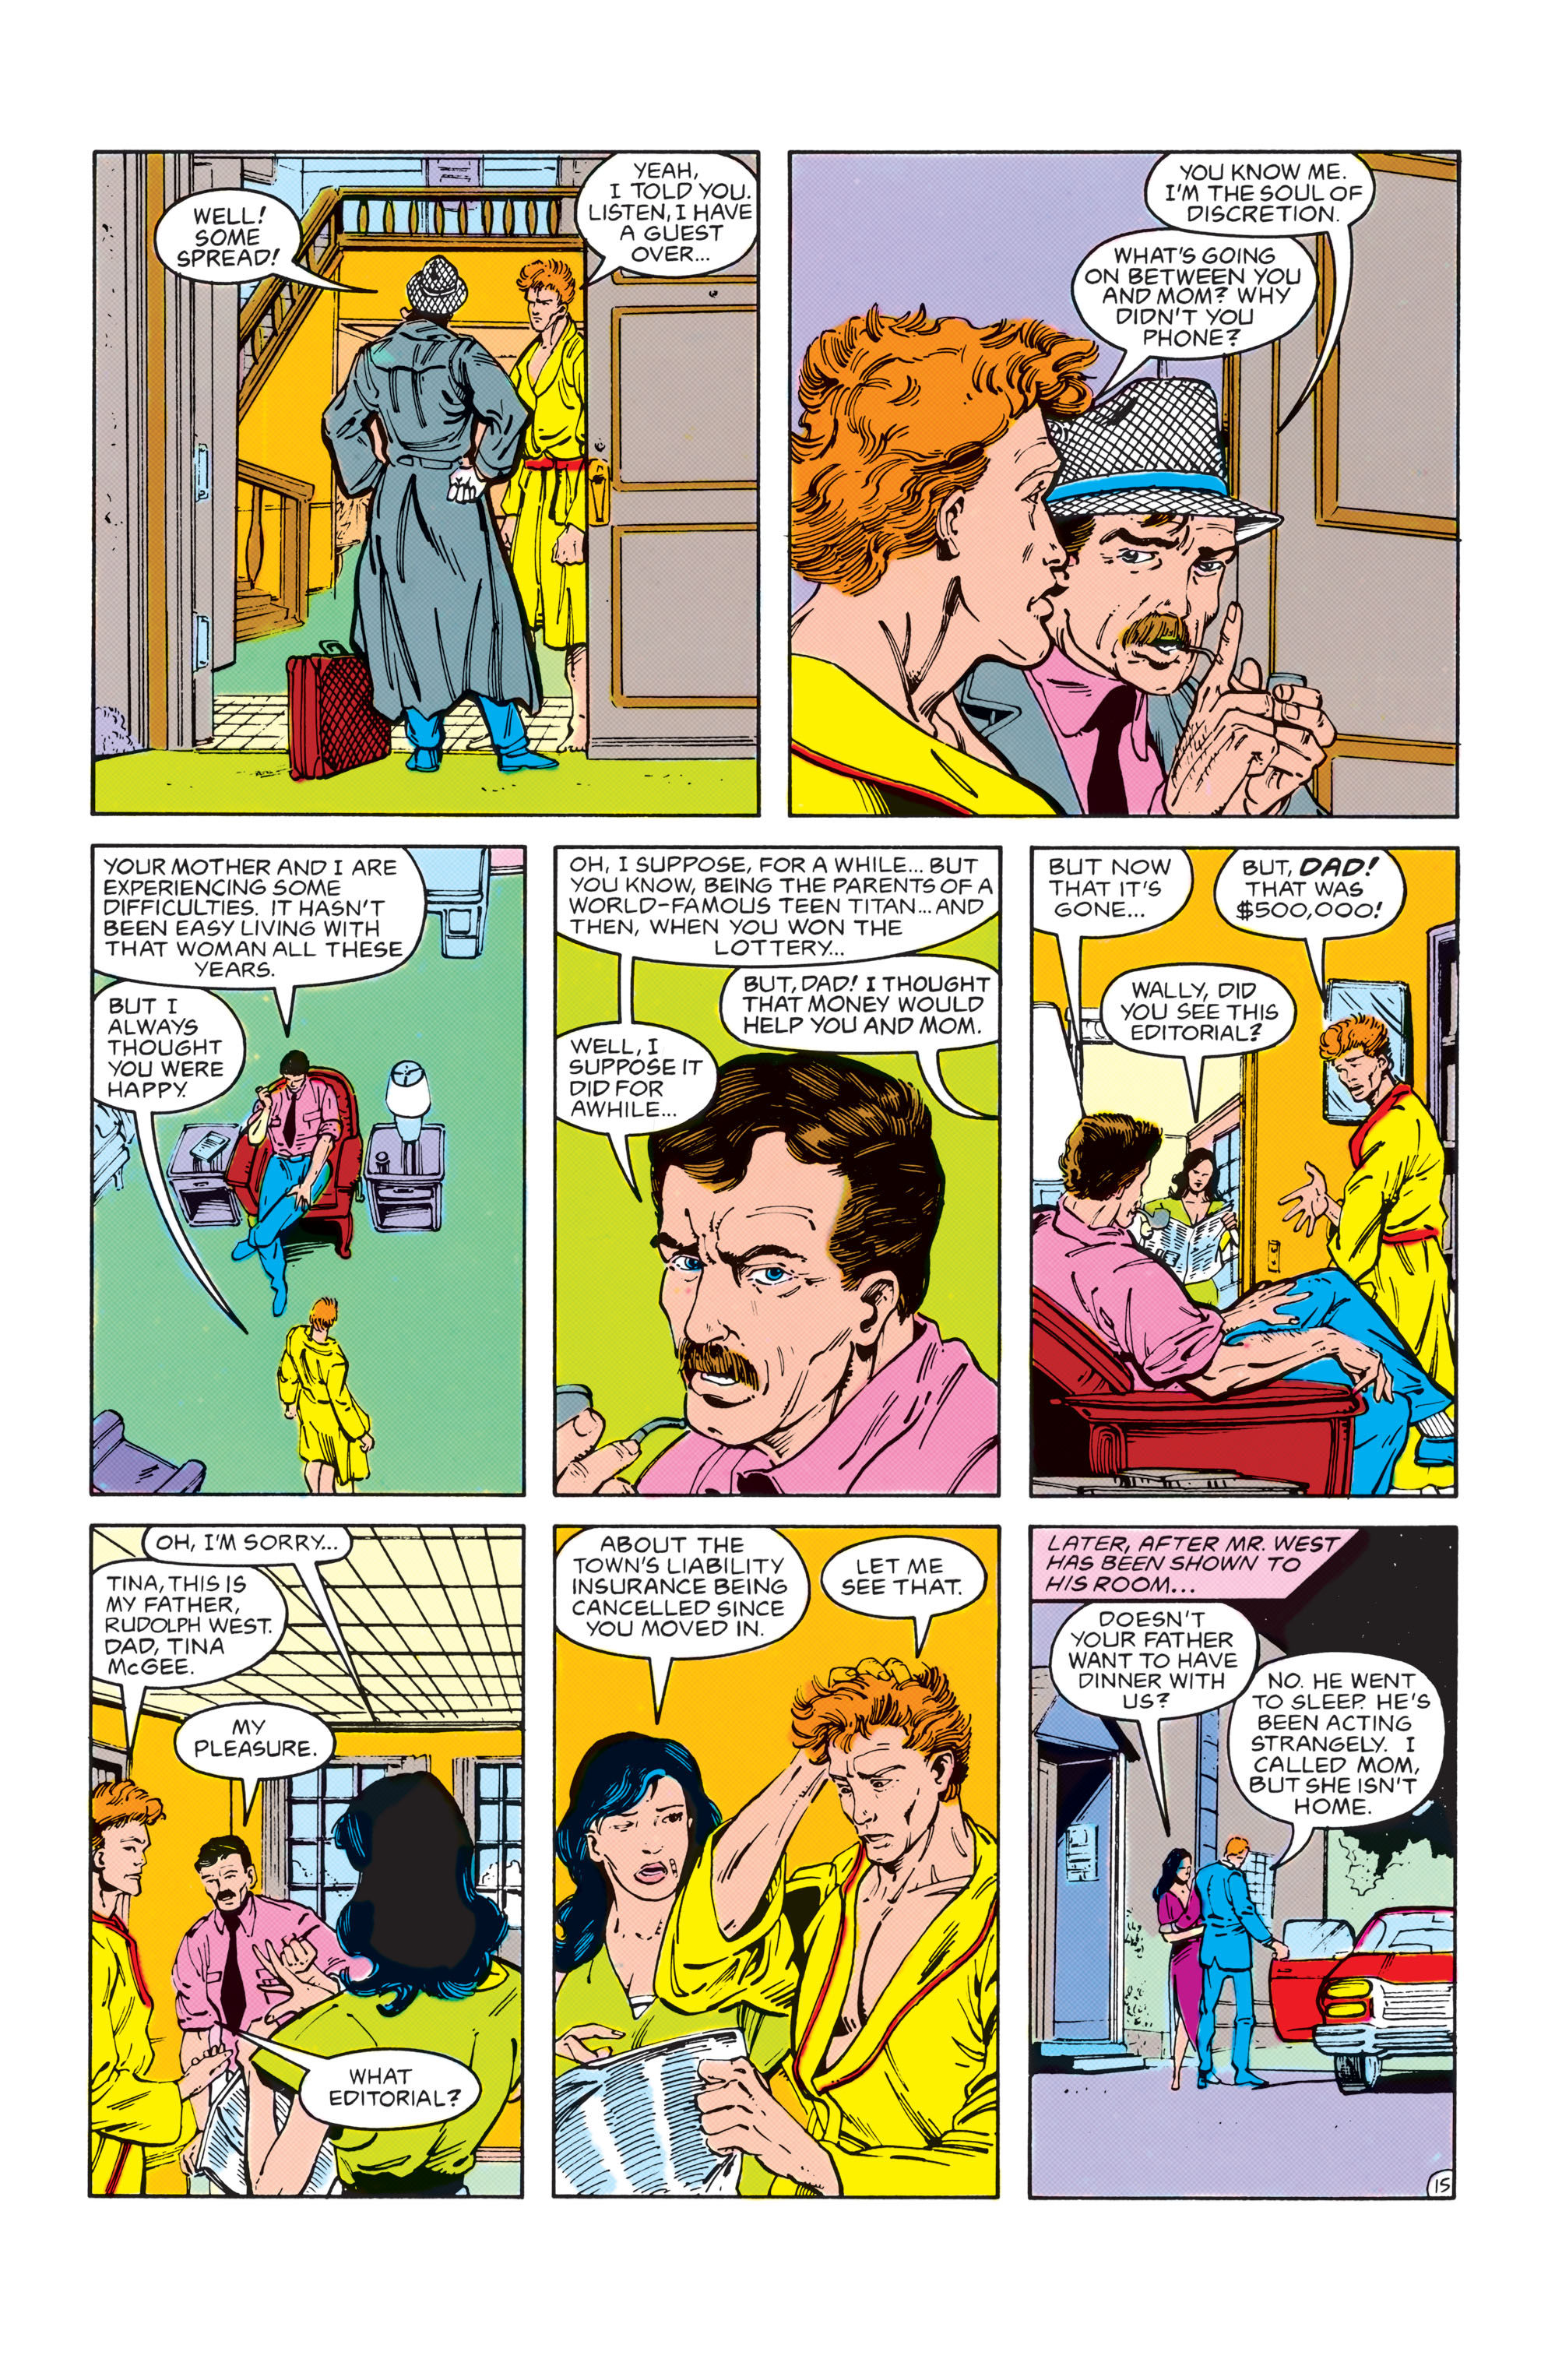 WELL!
SOME
SPREAD!
YEAH,
I TOLD YOU.
LISTEN, I HAVE
A GUEST
OVER...
YOU KNOW ME.
I'M THE SOUL OF
DISCRETION.
WHAT'S GOING
ON BETWEEN YOU
AND MOM? WHY
DIDN'T YOU
PHONE?
YOUR MOTHER AND I ARE
EXPERIENCING SOME
DIFFICULTIES. IT HASN'T
BEEN EASY LIVING WITH
THAT WOMAN ALL THESE
YEARS.
BUT I
ALWAYS
THOUGHT
YOU WERE
HAPPY.
OH, I SUPPOSE, FOR A WHILE... BUT
YOU KNOW, BEING THE PARENTS OF A
WORLD-FAMOUS TEEN TITAN... AND
THEN, WHEN YOU WON THE
LOTTERY...
BUT, DAD! I THOUGHT
THAT MONEY WOULD
HELP YOU AND MOM.
WELL, I
SUPPOSE IT
DID FOR
AWHILE...
BUT NOW
THAT IT'S
GONE...
BUT, DAD!
THAT WAS
$500,000!
WALLY, DID
YOU SEE THIS
EDITORIAL?
OH, I'M SORRY...
TINA, THIS IS
MY FATHER,
RUDOLPH WEST.
DAD, TINA
McGEE.
MY
PLEASURE.
WHAT
EDITORIAL?
ABOUT THE
TOWN'S LIABILITY
INSURANCE BEING
CANCELLED SINCE
YOU MOVED IN.
LET ME
SEE THAT.
LATER, AFTER MR. WEST
HAS BEEN SHOWN TO
HIS ROOM...
DOESN'T
YOUR FATHER
WANT TO HAVE
DINNER WITH
US?
NO. HE WENT
TO SLEEP. HE'S
BEEN ACTING
STRANGELY. I
CALLED MOM,
BUT SHE ISN'T
HOME.
15